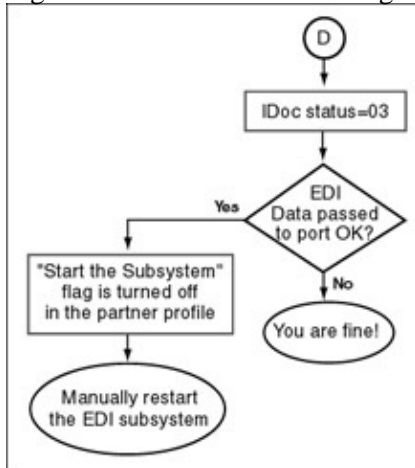 D
IDoc status=03
EDI
Data passed
to port OK?
Yes
No
"Start the Subsystem"
flag is turned off
in the partner profile
You are fine!
Manually restart
the EDI subsystem